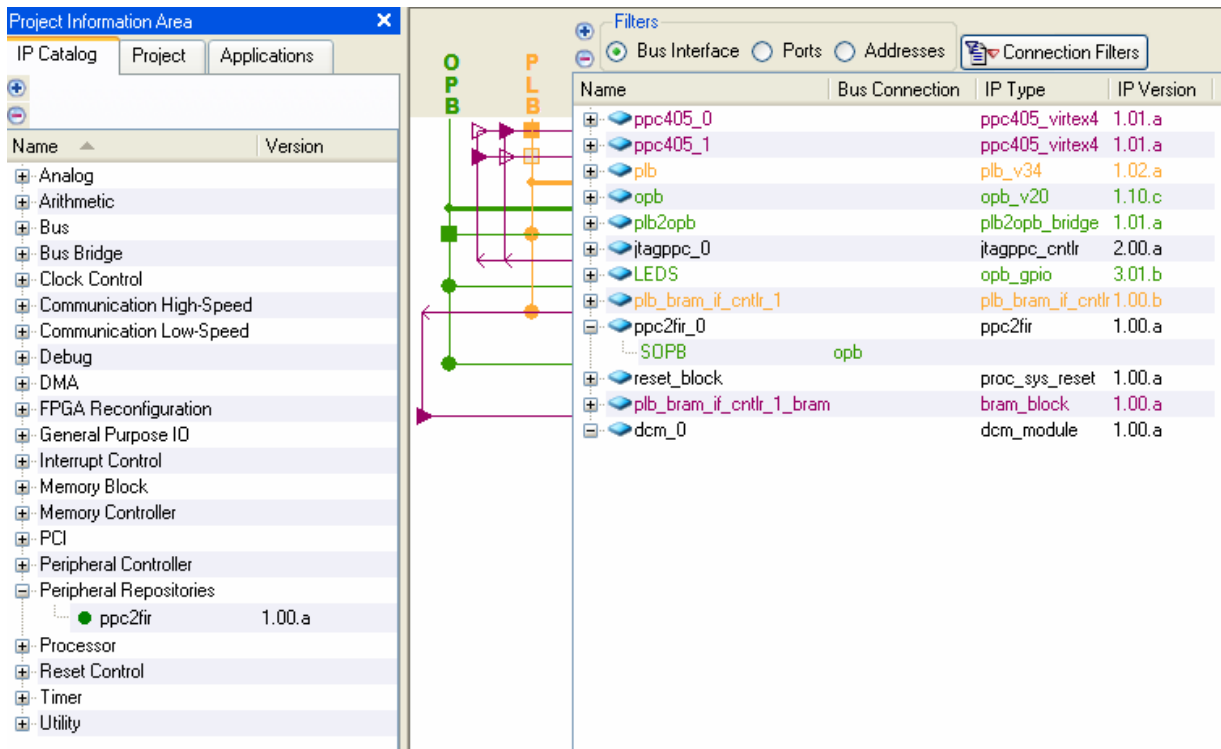 Project Information Area
IP Catalog Project Applications
Name Version
Analog
Arithmetic
Bus
Bus Bridge
Clock Control
Communication High-Speed
Communication Low-Speed
Debug
DMA
FPGA Reconfiguration
General Purpose IO
Interrupt Control
Memory Block
Memory Controller
PCI
Peripheral Controller
Peripheral Repositories
ppc2fir 1.00.a
Processor
Reset Control
Timer
Utility
OPB
PLB
Filters
Bus Interface Ports Addresses Connection Filters
Name Bus Connection IP Type IP Version
ppc405_0 ppc405_virtex4 1.01.a
ppc405_1 ppc405_virtex4 1.01.a
plb plb_v34 1.02.a
opb opb_v20 1.10.c
plb2opb plb2opb_bridge 1.01.a
jtagppc_0 jtagppc_cntlr 2.00.a
LEDS opb_gpio 3.01.b
plb_bram_if_cntlr_1 plb_bram_if_cntlr 1.00.b
ppc2fir_0 ppc2fir 1.00.a
SOPB opb
reset_block proc_sys_reset 1.00.a
plb_bram_if_cntlr_1_bram bram_block 1.00.a
dcm_0 dcm_module 1.00.a